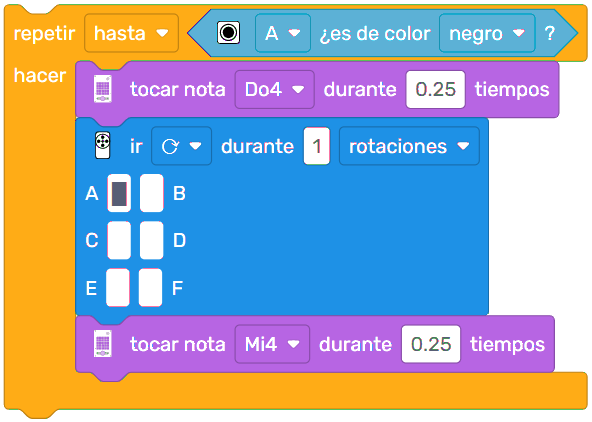 repetir hasta A ¿es de color negro ?
hacer
tocar nota Do4 durante 0.25 tiempos
ir durante 1 rotaciones
A B
C D
E F
tocar nota Mi4 durante 0.25 tiempos